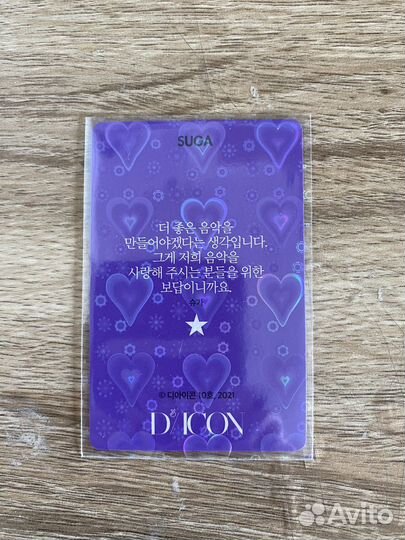 SUGA
더 좋은 음악을
만들어야겠다는 생각입니다.
그게 저희 음악을
사랑해 주시는 분들을 위한
보답이니까요.
슈가
© 디아이콘 10호, 2021
D/ICON
Avito